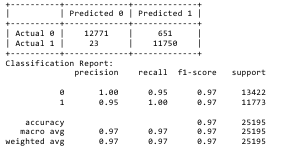 +----------+-------------+-------------+
|          | Predicted 0 | Predicted 1 |
+----------+-------------+-------------+
| Actual 0 | 12771 | 651 |
| Actual 1 | 23 | 11750 |
+----------+-------------+-------------+
Classification Report:
precision recall f1-score support
0 1.00 0.95 0.97 13422
1 0.95 1.00 0.97 11773
accuracy 0.97 25195
macro avg 0.97 0.97 0.97 25195
weighted avg 0.97 0.97 0.97 25195